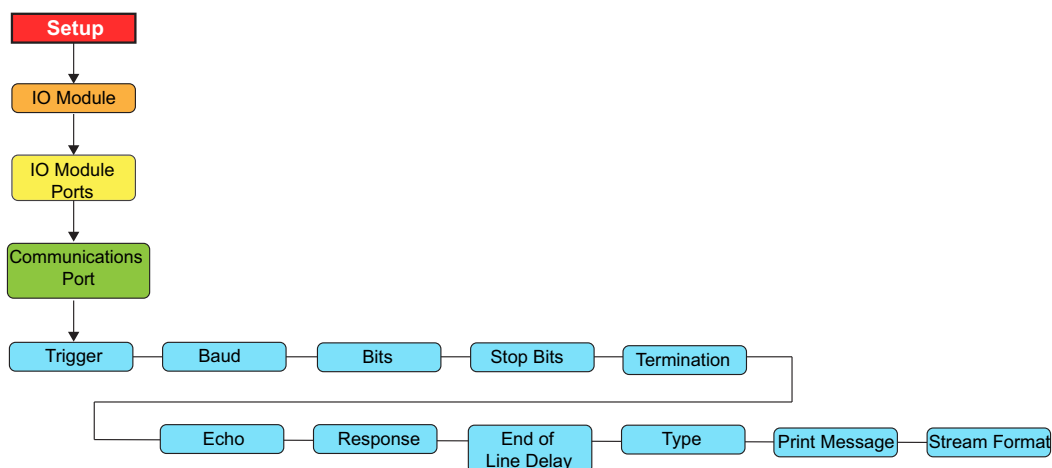 Setup
IO Module
IO Module
Ports
Communications
Port
Trigger
Baud
Bits
Stop Bits
Termination
Echo
Response
End of
Line Delay
Type
Print Message
Stream Format